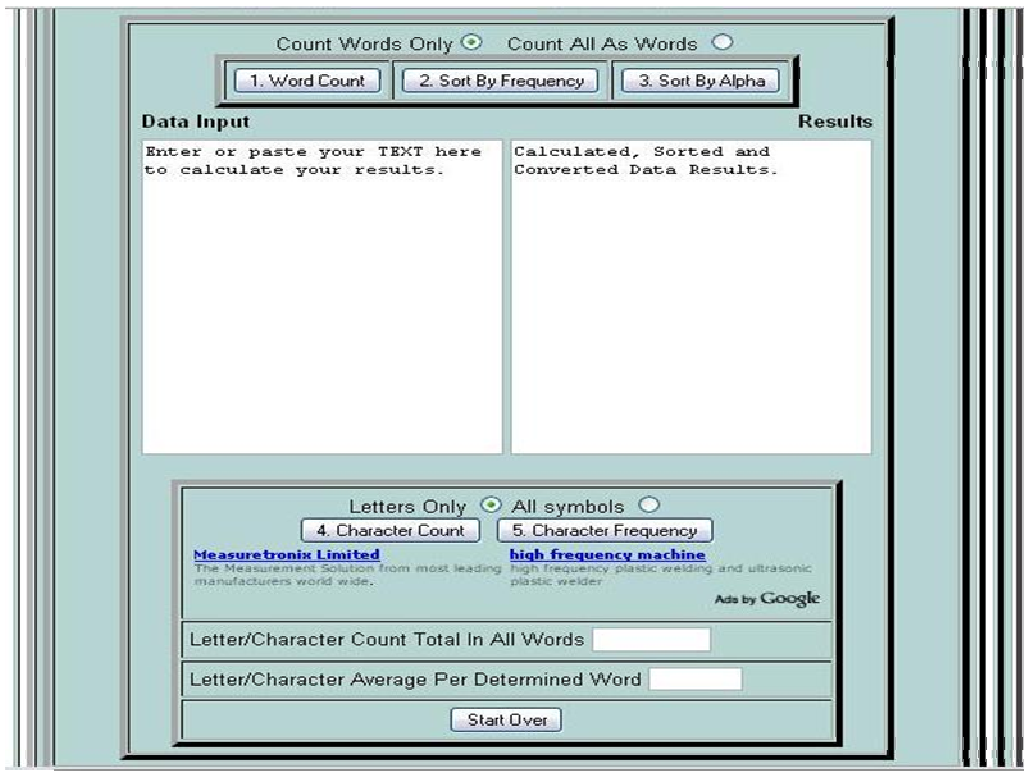 Count Words Only Count All As Words
1. Word Count 2. Sort By Frequency 3. Sort By Alpha
Data Input Results
Enter or paste your TEXT here
to calculate your results.
Calculated, Sorted and
Converted Data Results.
Letters Only All symbols
4. Character Count 5. Character Frequency
Measuretronix Limited
The Measurement Solution from most leading
manufacturers world wide.
high frequency machine
high frequency plastic welding and ultrasonic
plastic welder
Ads by Google
Letter/Character Count Total In All Words
Letter/Character Average Per Determined Word
Start Over